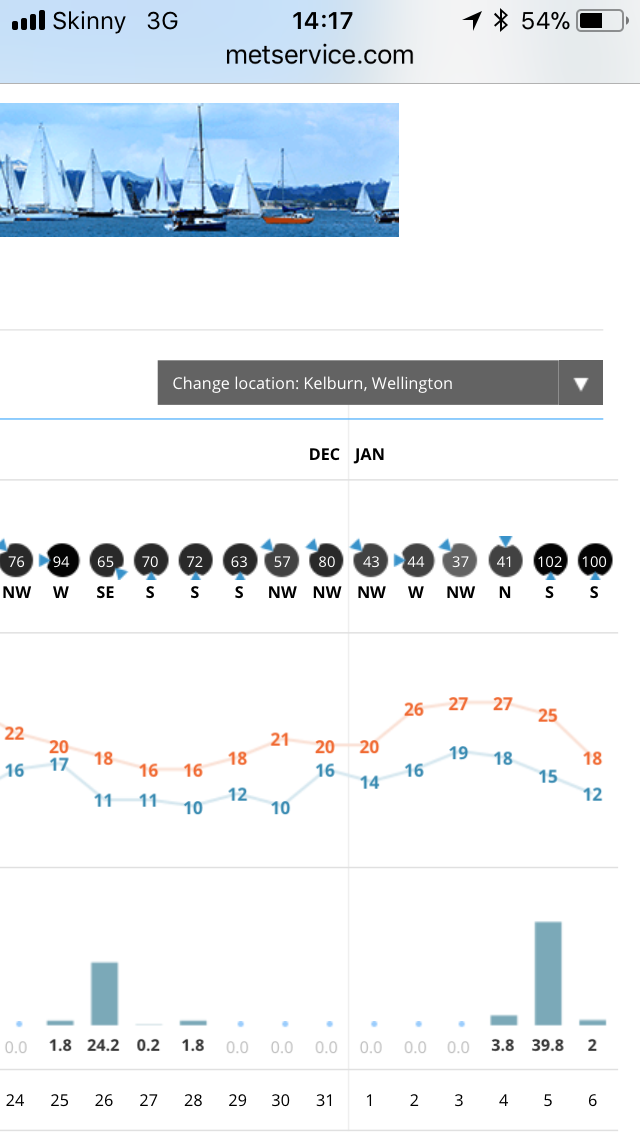 Skinny 3G 14:17 54%
metservice.com
Change location: Kelburn, Wellington
DEC JAN
76 94 65 70 72 63 57 80 43 44 37 41 102 100
NW W SE S S S NW NW NW W NW N S S
22 20 18 16 16 18 21 20 20 26 27 27 25 18
16 17 11 11 10 12 10 16 14 16 19 18 15 12
0.0 1.8 24.2 0.2 1.8 0.0 0.0 0.0 0.0 0.0 0.0 3.8 39.8 2
24 25 26 27 28 29 30 31 1 2 3 4 5 6